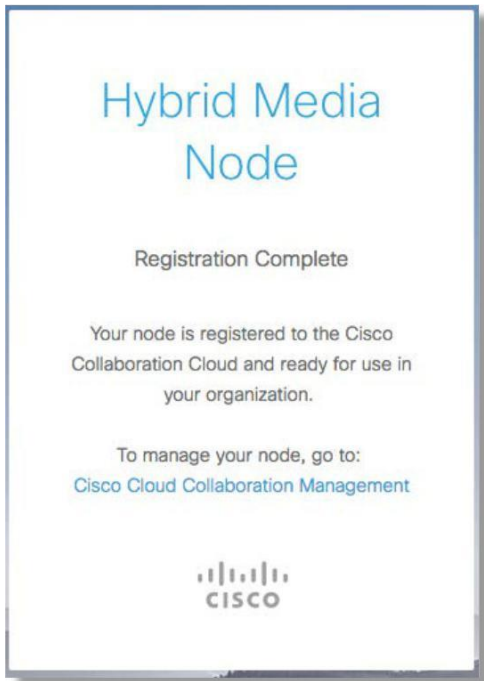 Hybrid Media
Node
Registration Complete
Your node is registered to the Cisco
Collaboration Cloud and ready for use in
your organization.
To manage your node, go to:
Cisco Cloud Collaboration Management
CISCO